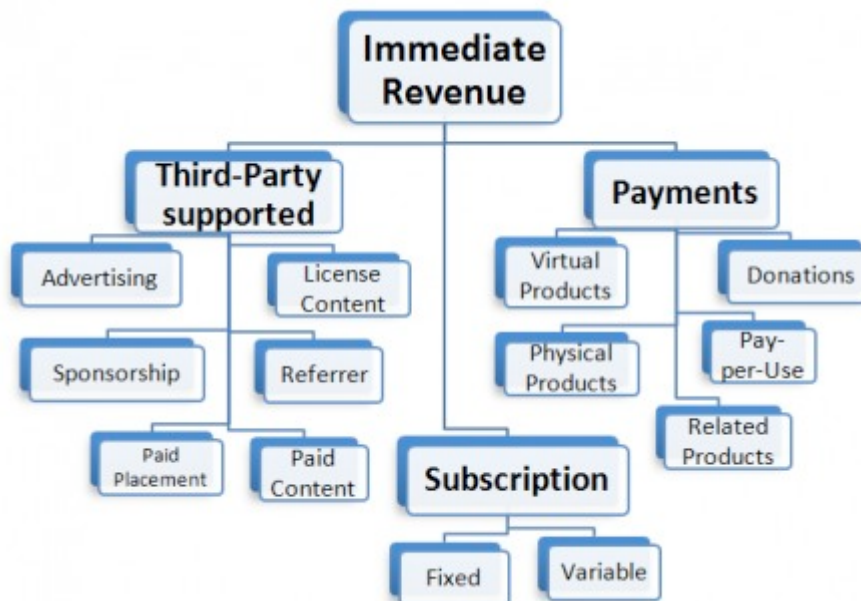 Immediate
Revenue
Third-Party
supported
Payments
Advertising
License
Content
Virtual
Products
Donations
Sponsorship
Referrer
Physical
Products
Pay-
per-Use
Paid
Placement
Paid
Content
Related
Products
Subscription
Fixed
Variable